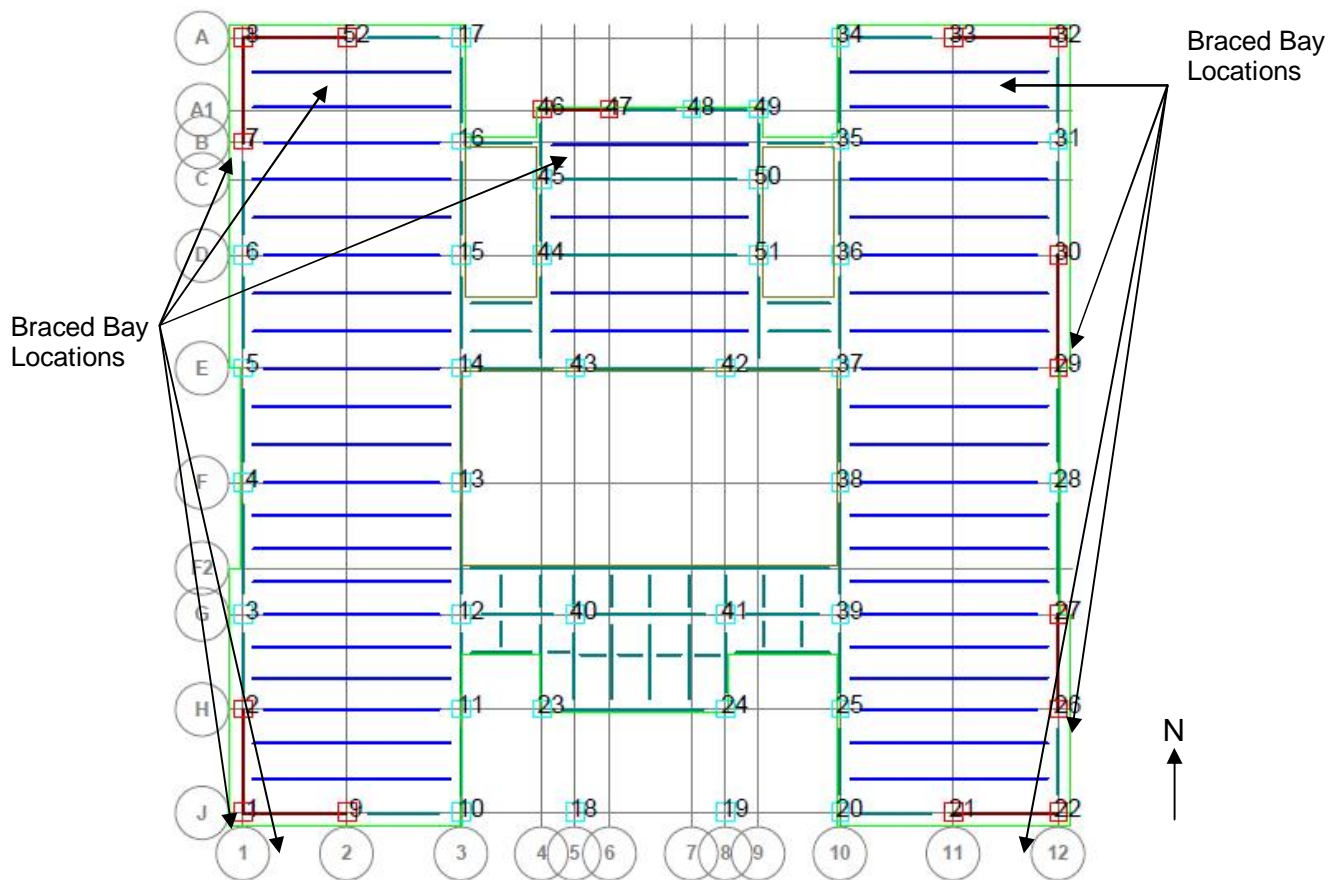 A 8 52 17 34 33 32
Braced Bay
Locations
A1 46 47 48 49
B 7 16 35 31
C 45 50
D 6 15 44 51 36 30
Braced Bay
Locations
E 5 14 43 42 37 29
F 4 13 38 28
F2
G 3 12 40 41 39 27
H 2 11 23 24 25 26
N
J 1 9 10 18 19 20 21 22
1 2 3 4 5 6 7 8 9 10 11 12